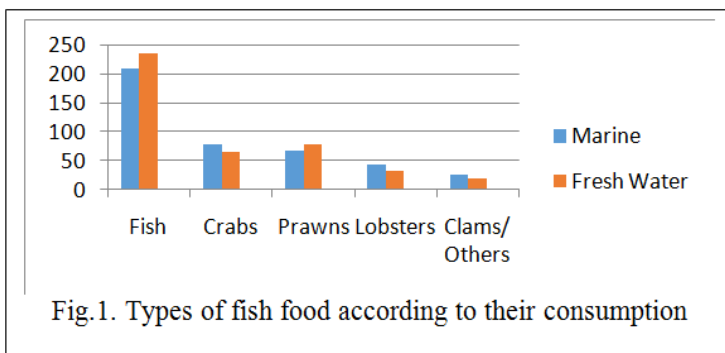 250
200
150
100
50
0
Fish Crabs Prawns Lobsters Clams/
Others
Marine
Fresh Water
Fig.1. Types of fish food according to their consumption